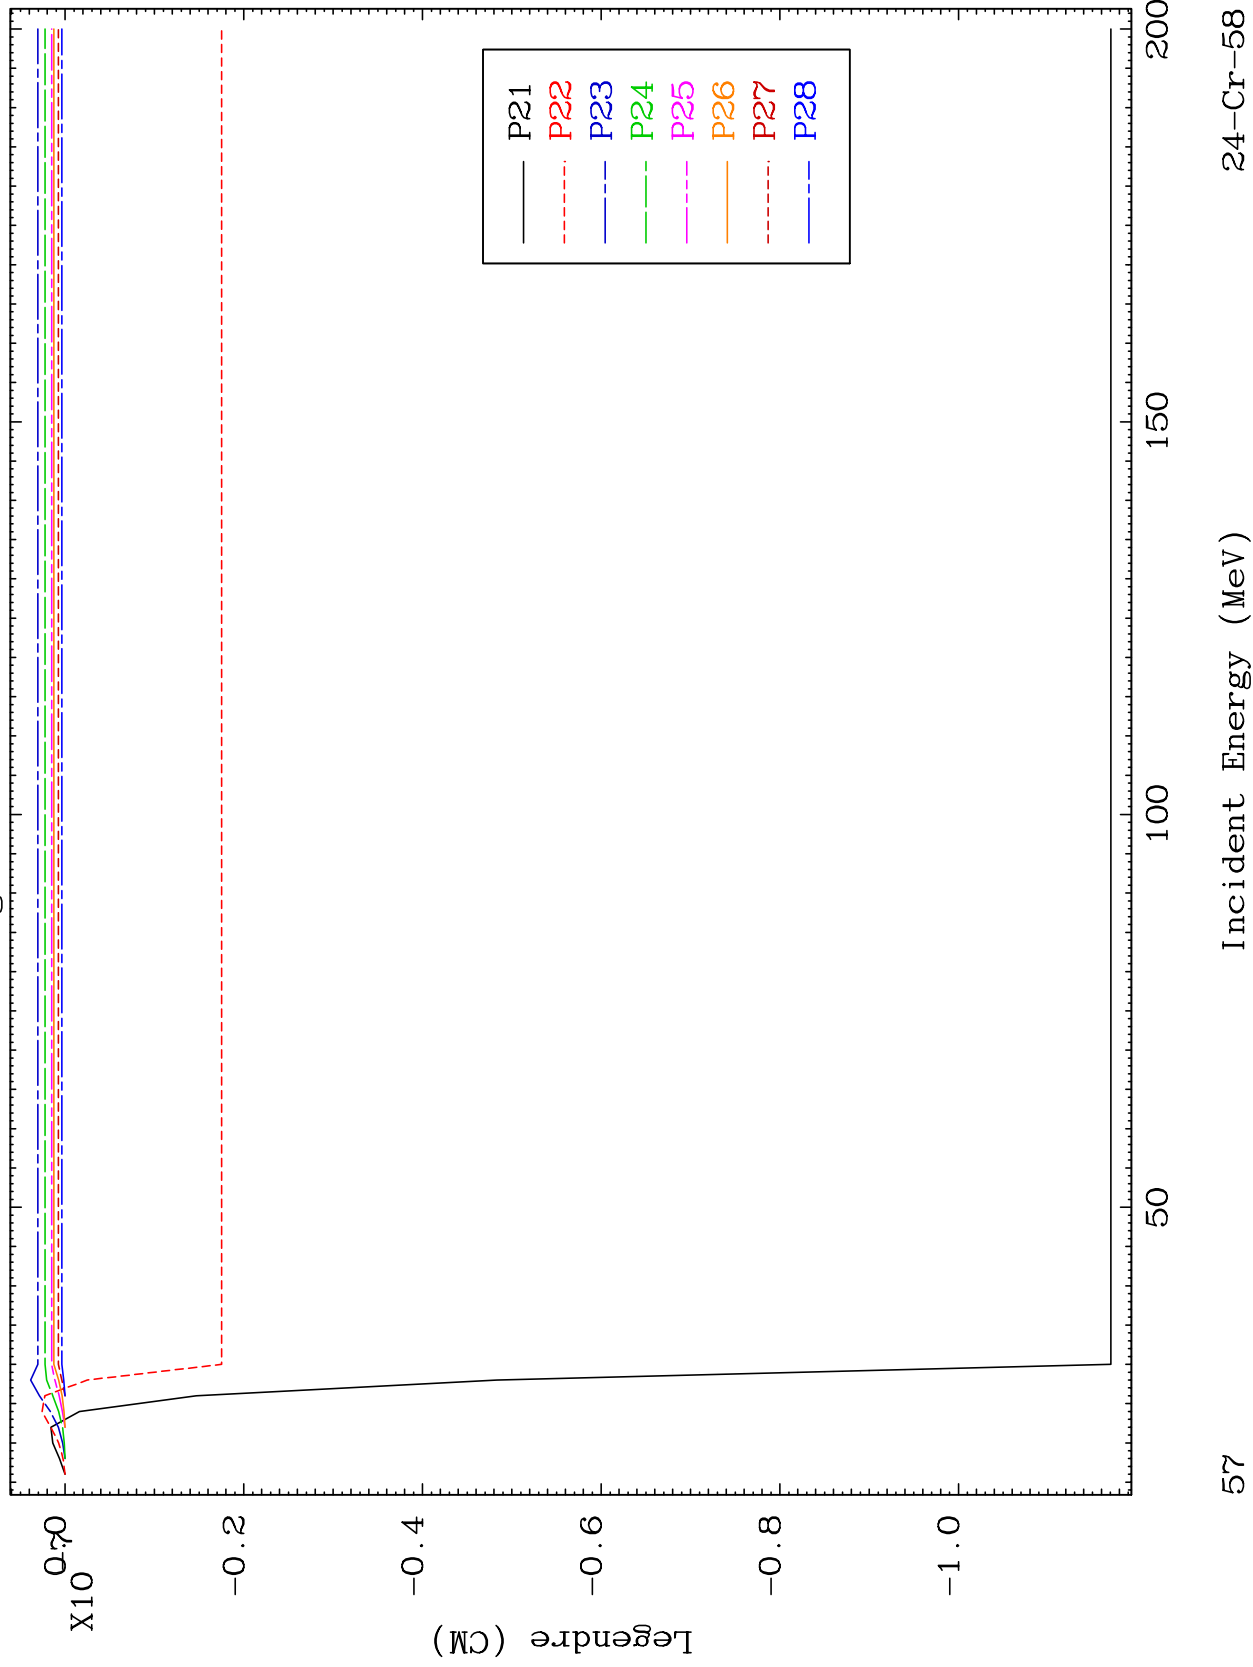 Legendre (CM)
X10
-7
0.0
-0.2
-0.4
-0.6
-0.8
-1.0
P21
P22
P23
P24
P25
P26
P27
P28
50
100
150
200
57
Incident Energy (MeV)
24-Cr-58